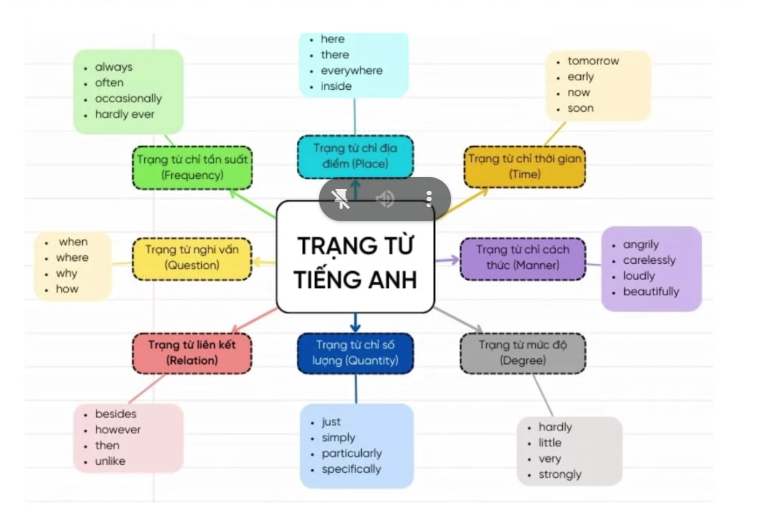 always
often
occasionally
hardly ever
here
there
everywhere
inside
tomorrow
early
now
soon
Trạng từ chỉ tần suất
(Frequency)
Trạng từ chỉ địa
điểm (Place)
Trạng từ chỉ thời gian
(Time)
when
where
why
how
Trạng từ nghi vấn
(Question)
TRẠNG TỪ
TIẾNG ANH
Trạng từ chỉ cách
thức (Manner)
angrily
carelessly
loudly
beautifully
Trạng từ liên kết
(Relation)
Trạng từ chỉ số
lượng (Quantity)
Trạng từ mức độ
(Degree)
besides
however
then
unlike
just
simply
particularly
specifically
hardly
little
very
strongly